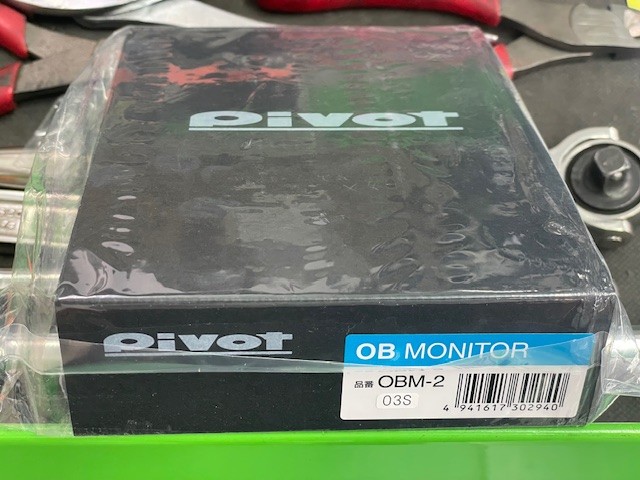 Pivot
Pivot
OB MONITOR
品番 OBM-2
03S
4 941617 302940